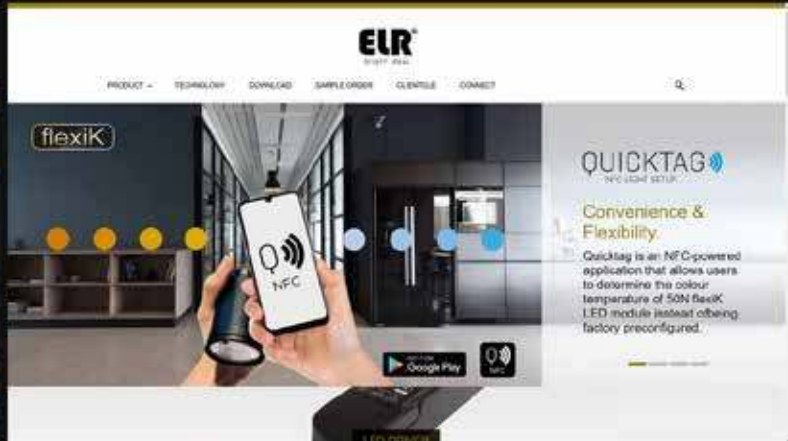 ELR®
PRODUCT
TECHNOLOGY
DOWNLOAD
SAMPLE ORDER
CLIENTELE
CONNECT
flexiK
QUICKTAG
NFC LIGHT SETUP
Convenience &
Flexibility.
Quicktag is an NFC-powered
application that allows users
to determine the colour
temperature of 50N flexiK
LED module instead ofbeing
factory preconfigured.
NFC
Google Play
NFC
LED DRIVER